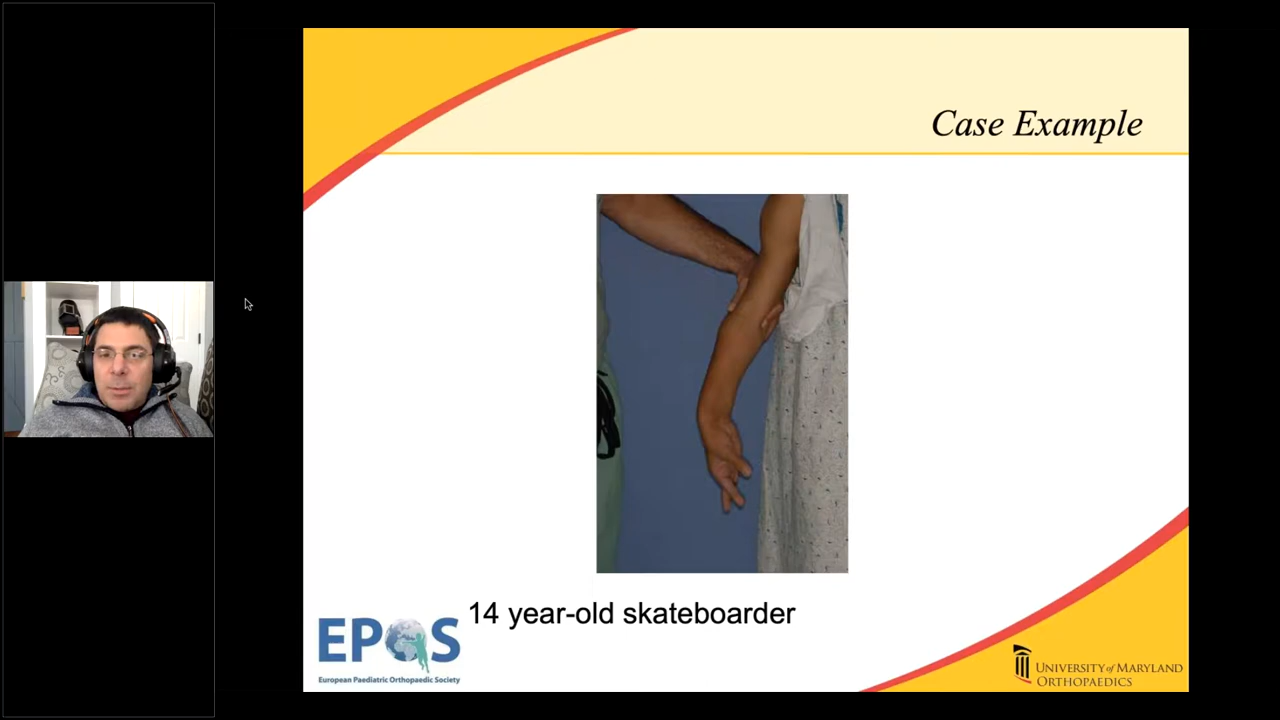 Case Example
14 year-old skateboarder
EPOS
European Paediatric Orthopaedic Society
UNIVERSITY of MARYLAND
ORTHOPAEDICS